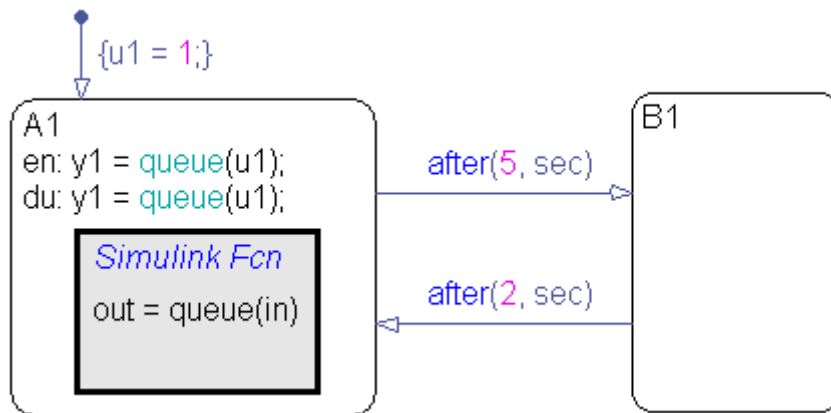 {u1 = 1;}
A1
en: y1 = queue(u1);
du: y1 = queue(u1);
Simulink Fcn
out = queue(in)
after(5, sec)
after(2, sec)
B1